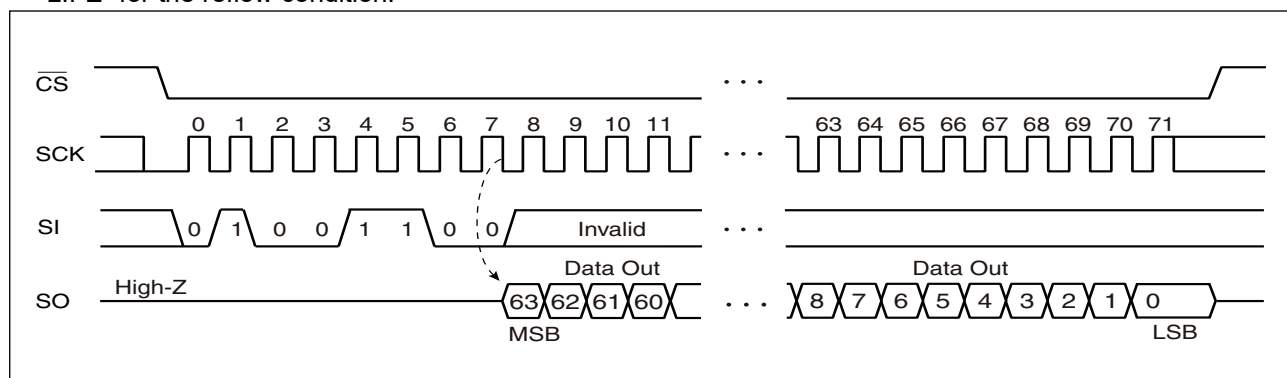 CS
0 1 2 3 4 5 6 7 8 9 10 11 63 64 65 66 67 68 69 70 71
SCK
· · ·
SI 0 1 0 0 1 1 0 0 Invalid · · ·
Data Out Data Out
High-Z
SO 63 62 61 60 · · · 8 7 6 5 4 3 2 1 0
MSB LSB